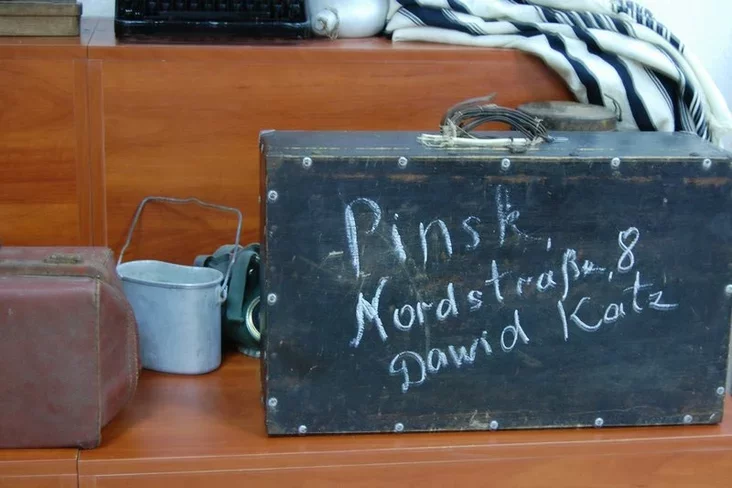 Pinsk,
Nordstraße, 8
Dawid Katz